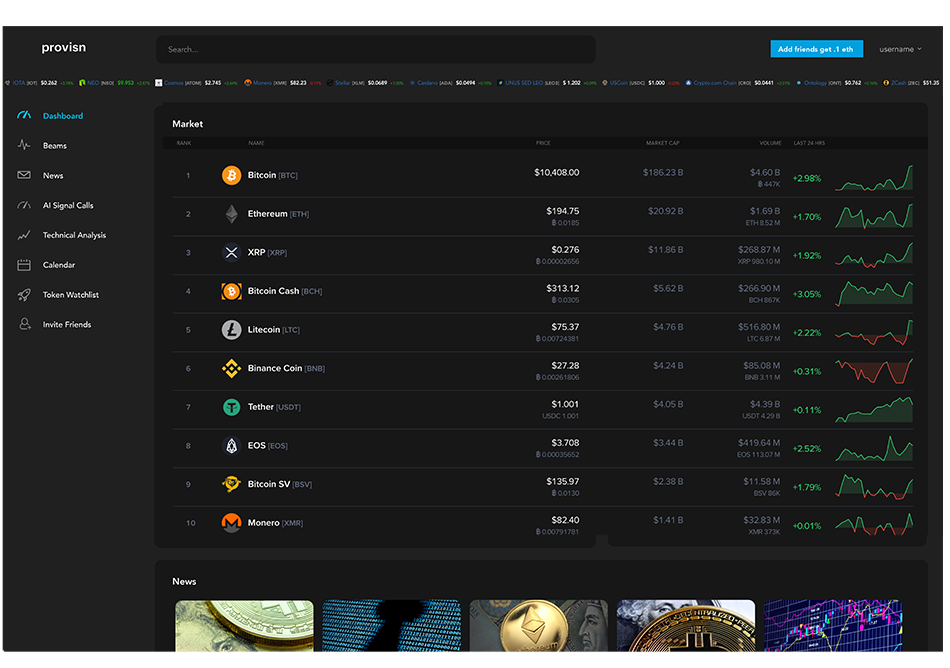 provisn
Search...
Add friends get .1 eth
username
IOTA [IOT] $0.262 NEO [NEO] $9.953 Cosmos [ATOM] $2.745 Monero [XMR] $82.23 Stellar [XLM] $0.0689 Cardano [ADA] $0.0494 UNUS SED LEO [LEO] $ 1.202 USCoin [USDC] $1.000 Crypto.com Chain [CRO] $0.0441 Ontology [ONT] $0.762 ZCash [ZEC] $51.35
Dashboard
Beams
News
AI Signal Calls
Technical Analysis
Calendar
Token Watchlist
Invite Friends
Market
RANK NAME PRICE MARKET CAP VOLUME LAST 24 HRS
1 Bitcoin [BTC] $10,408.00 $186.23 B $4.60 B +2.98%
฿ 447K
2 Ethereum [ETH] $194.75 $20.92 B $1.69 B +1.70%
฿ 0.0185 ETH 8.52 M
3 XRP [XRP] $0.276 $11.86 B $268.87 M +1.92%
฿ 0.00002656 XRP 980.10 M
4 Bitcoin Cash [BCH] $313.12 $5.62 B $266.90 M +3.05%
฿ 0.0305 BCH 867K
5 Litecoin [LTC] $75.37 $4.76 B $516.80 M +2.22%
฿ 0.00724381 LTC 6.87 M
6 Binance Coin [BNB] $27.28 $4.24 B $85.08 M +0.31%
฿ 0.00261806 BNB 3.11 M
7 Tether [USDT] $1.001 $4.05 B $4.39 B +0.11%
USDC 1.001 USDT 4.29 B
8 EOS [EOS] $3.708 $3.44 B $419.64 M +2.52%
฿ 0.00035652 EOS 113.07 M
9 Bitcoin SV [BSV] $135.97 $2.38 B $11.58 M +1.79%
฿ 0.0130 BSV 86K
10 Monero [XMR] $82.40 $1.41 B $32.83 M +0.01%
฿ 0.00791781 XMR 373K
News